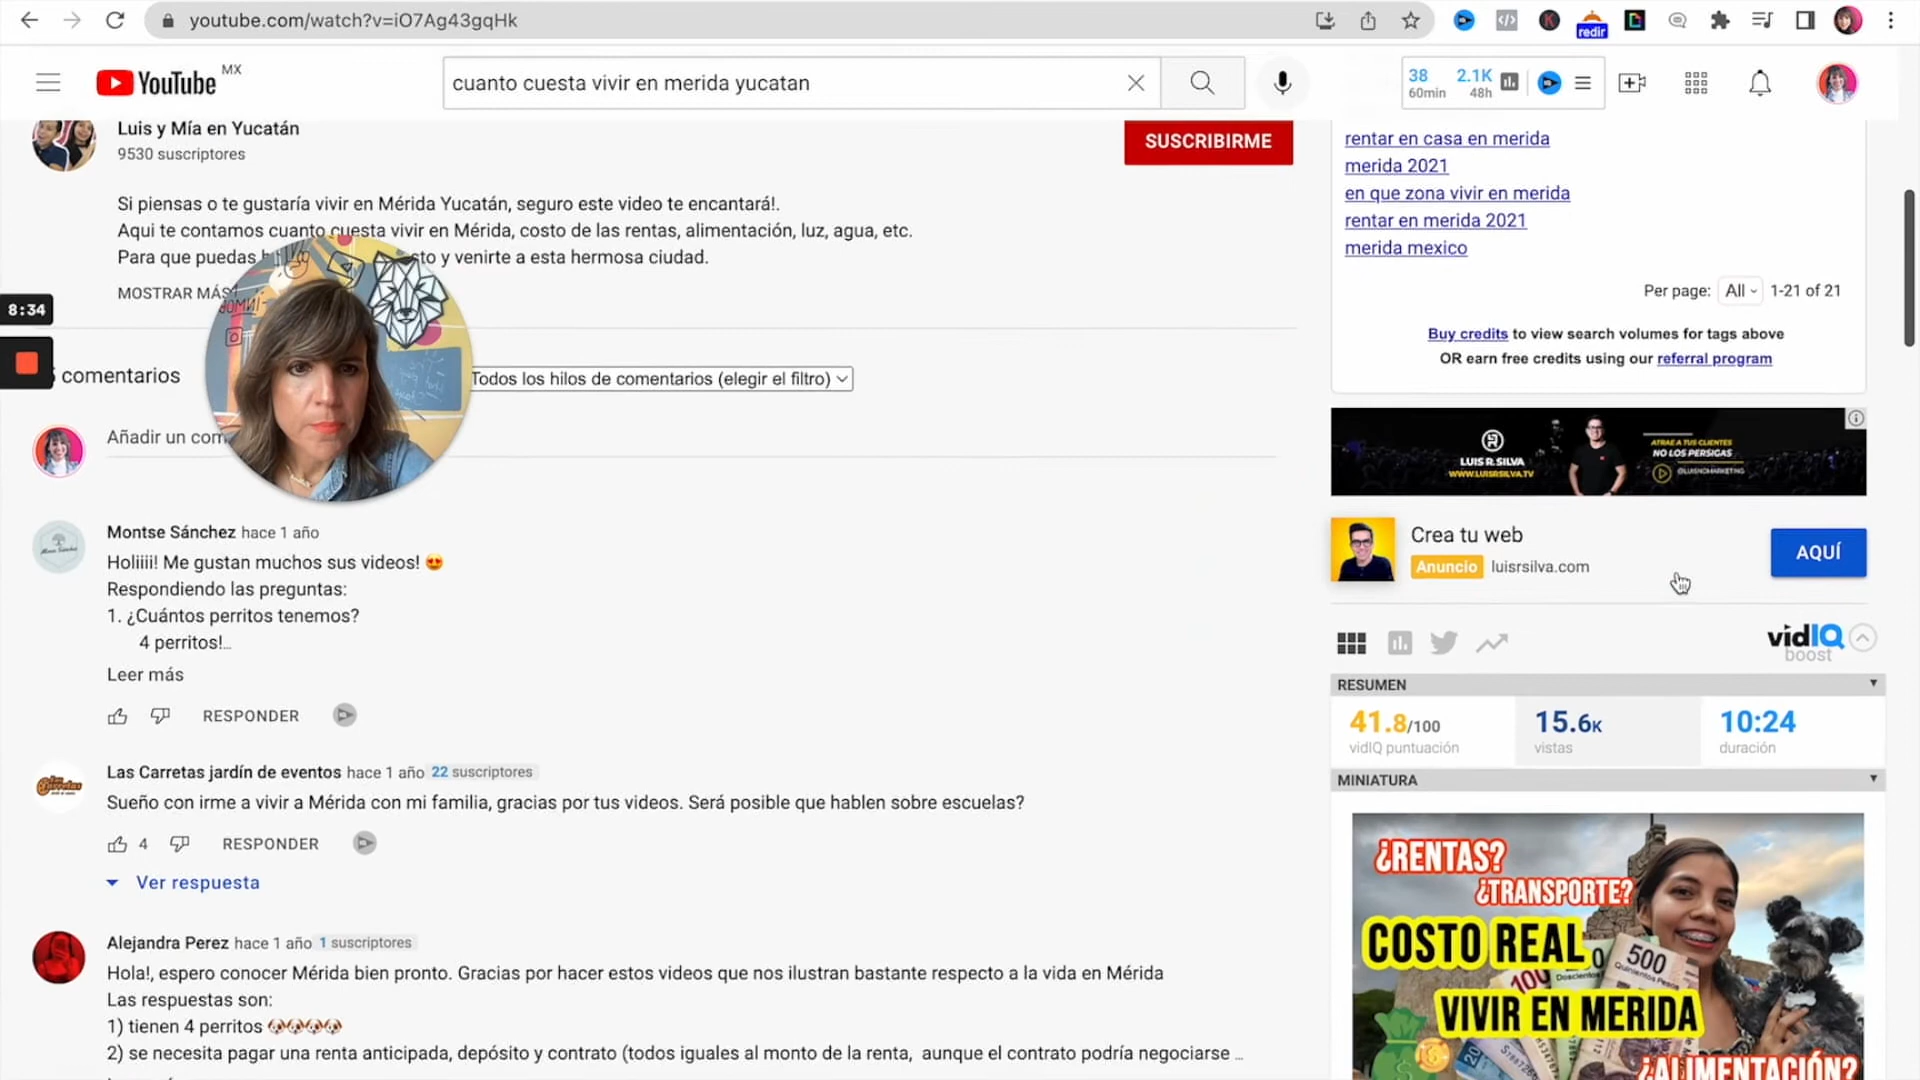 youtube.com/watch?v=iO7Ag43gqHk
redir
YouTube MX
cuanto cuesta vivir en merida yucatan
38
60min
2.1K
48h
Luis y Mía en Yucatán
9530 suscriptores
SUSCRIBIRME
Si piensas o te gustaría vivir en Mérida Yucatán, seguro este video te encantará!.
Aqui te contamos cuanto cuesta vivir en Mérida, costo de las rentas, alimentación, luz, agua, etc.
Para que puedas
sto y venirte a esta hermosa ciudad.
MOSTRAR MÁS
8:34
comentarios
Todos los hilos de comentarios (elegir el filtro)
Añadir un com
Montse Sánchez hace 1 año
Holiiii! Me gustan muchos sus videos! 😍
Respondiendo las preguntas:
1. ¿Cuántos perritos tenemos?
4 perritos!...
Leer más
RESPONDER
Las Carretas jardín de eventos hace 1 año 22 suscriptores
Sueño con irme a vivir a Mérida con mi familia, gracias por tus videos. Será posible que hablen sobre escuelas?
4 RESPONDER
Ver respuesta
Alejandra Perez hace 1 año 1 suscriptores
Hola!, espero conocer Mérida bien pronto. Gracias por hacer estos videos que nos ilustran bastante respecto a la vida en Mérida
Las respuestas son:
1) tienen 4 perritos 🐶🐶🐶🐶
2) se necesita pagar una renta anticipada, depósito y contrato (todos iguales al monto de la renta, aunque el contrato podría negociarse ...
rentar en casa en merida
merida 2021
en que zona vivir en merida
rentar en merida 2021
merida mexico
Per page: All 1-21 of 21
Buy credits to view search volumes for tags above
OR earn free credits using our referral program
LUIS R. SILVA
WWW.LUISRSILVA.TV
ATRAE A TUS CLIENTES
NO LOS PERSIGAS
@LUISNOMARKETING
Crea tu web
Anuncio luisrsilva.com
AQUÍ
vidIQ
boost
RESUMEN
41.8/100
vidIQ puntuación
15.6K
vistas
10:24
duración
MINIATURA
¿RENTAS?
¿TRANSPORTE?
COSTO REAL
500
100
VIVIR EN MERIDA
¿ALIMENTACIÓN?